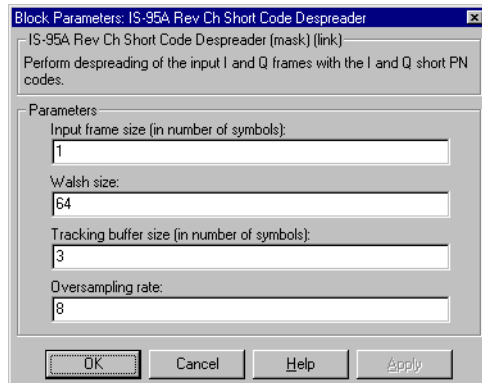 Block Parameters: IS-95A Rev Ch Short Code Despreader
IS-95A Rev Ch Short Code Despreader (mask) (link)
Perform despreading of the input I and Q frames with the I and Q short PN
codes.
Parameters
Input frame size (in number of symbols):
1
Walsh size:
64
Tracking buffer size (in number of symbols):
3
Oversampling rate:
8
OK Cancel Help Apply